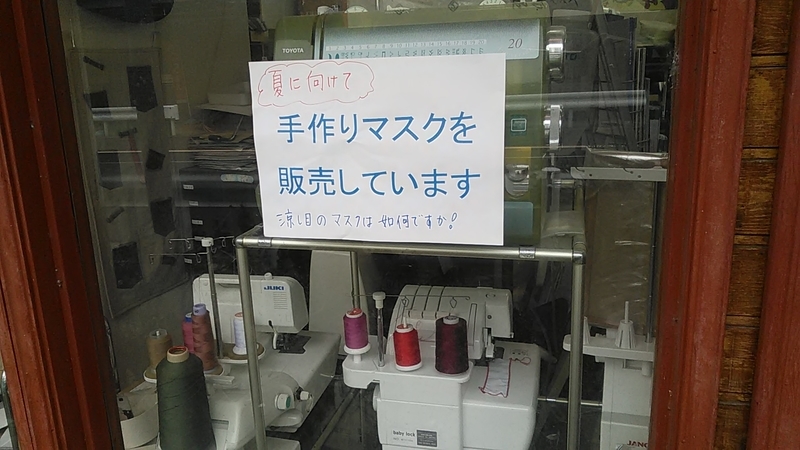 TOYOTA
20
夏に向けて
手作りマスクを
販売しています
涼し目のマスクは如何ですか!
JUKI
baby lock
JANO